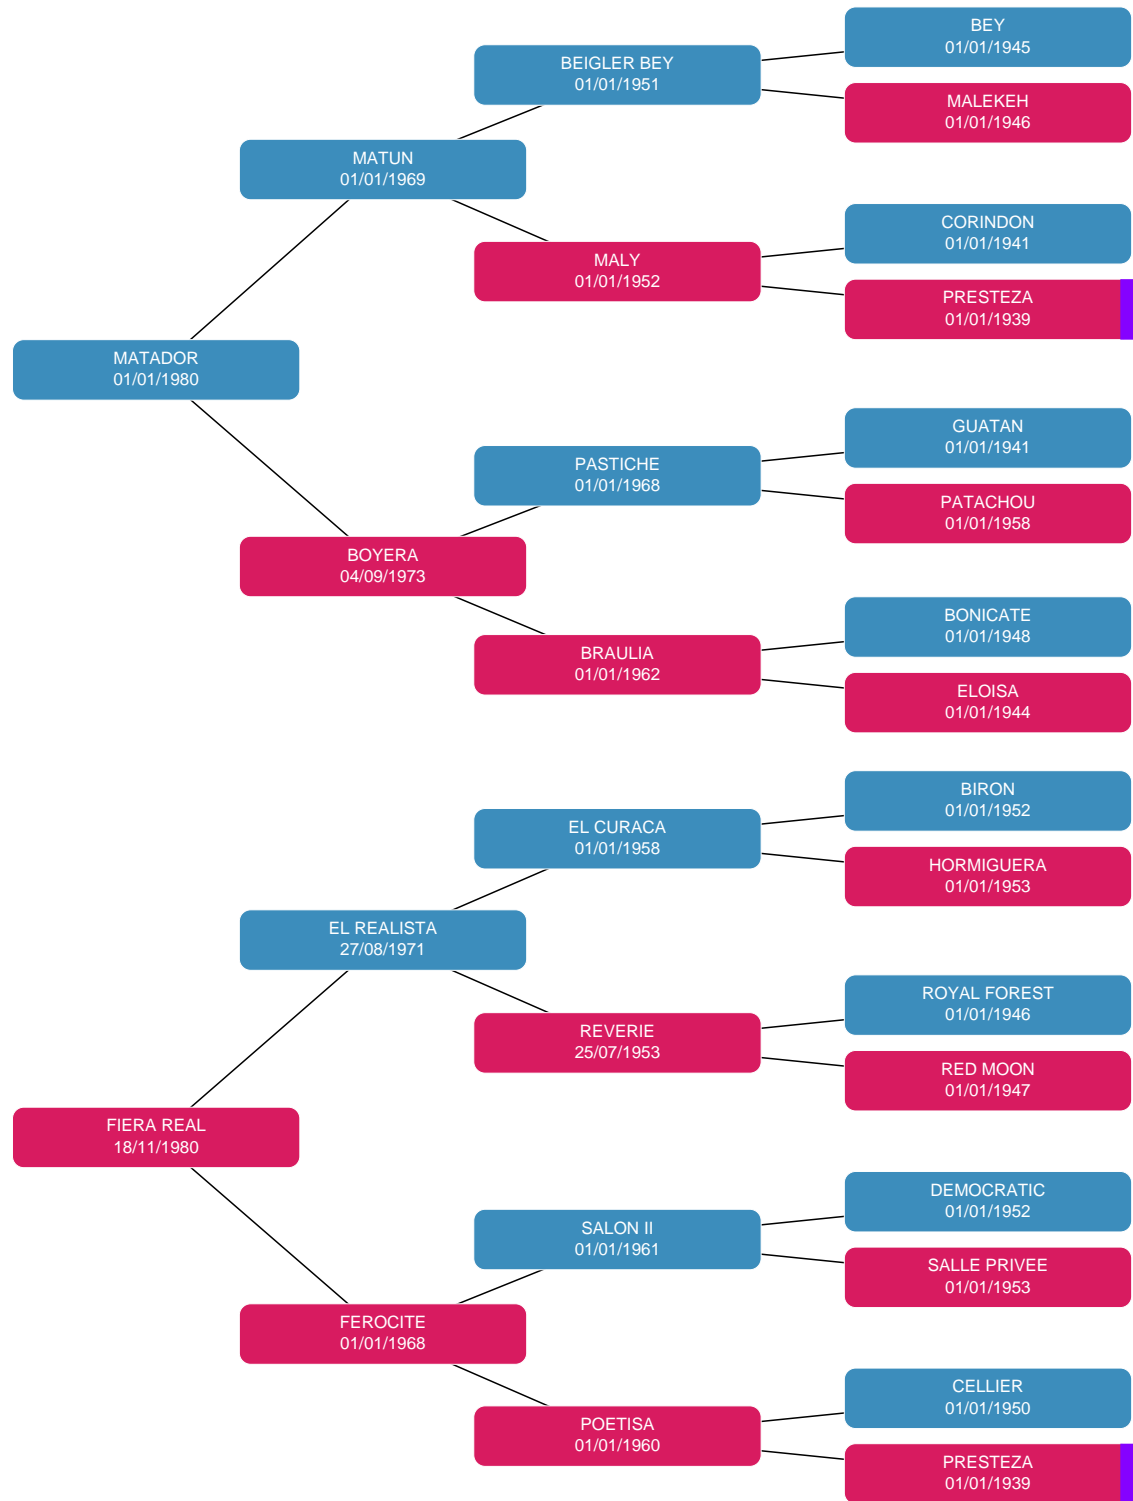 BEY
01/01/1945
BEIGLER BEY
01/01/1951
MALEKEH
01/01/1946
MATUN
01/01/1969
CORINDON
01/01/1941
MALY
01/01/1952
PRESTEZA
01/01/1939
MATADOR
01/01/1980
GUATAN
01/01/1941
PASTICHE
01/01/1968
PATACHOU
01/01/1958
BOYERA
04/09/1973
BONICATE
01/01/1948
BRAULIA
01/01/1962
ELOISA
01/01/1944
BIRON
01/01/1952
EL CURACA
01/01/1958
HORMIGUERA
01/01/1953
EL REALISTA
27/08/1971
ROYAL FOREST
01/01/1946
REVERIE
25/07/1953
RED MOON
01/01/1947
FIERA REAL
18/11/1980
DEMOCRATIC
01/01/1952
SALON II
01/01/1961
SALLE PRIVEE
01/01/1953
FEROCITE
01/01/1968
CELLIER
01/01/1950
POETISA
01/01/1960
PRESTEZA
01/01/1939